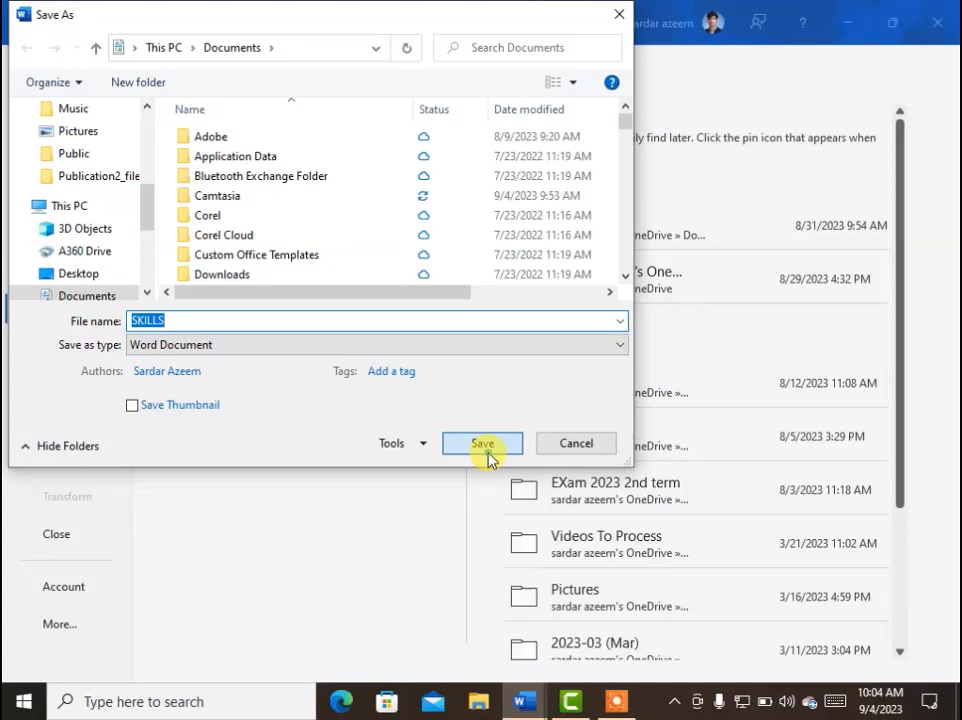 Save As
sardar azeem
?
This PC > Documents >
Search Documents
Organize
New folder
?
Music
Pictures
Public
Publication2_file
This PC
3D Objects
A360 Drive
Desktop
Documents
Name Status Date modified
Adobe 8/9/2023 9:20 AM
Application Data 7/23/2022 11:19 AM
Bluetooth Exchange Folder 7/23/2022 11:19 AM
Camtasia 9/4/2023 9:53 AM
Corel 7/23/2022 11:16 AM
Corel Cloud 7/23/2022 11:16 AM
Custom Office Templates 7/23/2022 11:19 AM
Downloads 7/23/2022 11:19 AM
File name: SKILLS
Save as type: Word Document
Authors: Sardar Azeem Tags: Add a tag
Save Thumbnail
Hide Folders
Tools
Save
Cancel
ily find later. Click the pin icon that appears when
OneDrive » Do... 8/31/2023 9:54 AM
's One... 8/29/2023 4:32 PM
neDrive
OneDrive »... 8/12/2023 11:08 AM
8/5/2023 3:29 PM
OneDrive »...
EXam 2023 2nd term 8/3/2023 11:18 AM
sardar azeem's OneDrive »...
Videos To Process 3/21/2023 11:02 AM
sardar azeem's OneDrive »...
Pictures 3/16/2023 4:59 PM
sardar azeem's OneDrive »...
2023-03 (Mar) 3/11/2023 3:04 PM
sardar azeem's OneDrive »...
Transform
Close
Account
More...
Type here to search
10:04 AM
9/4/2023